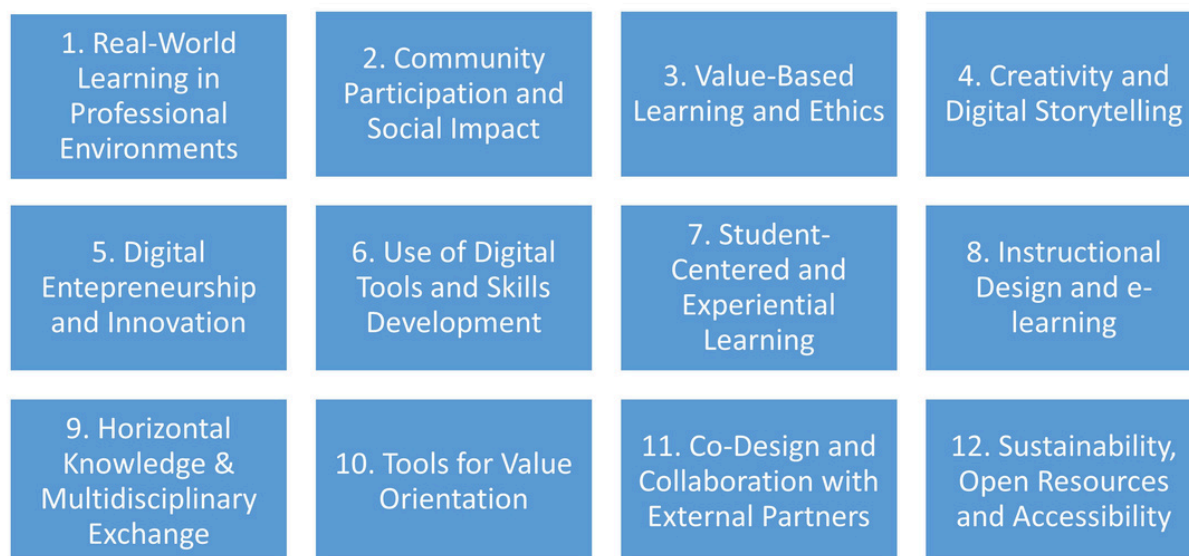 1. Real-World
Learning in
Professional
Environments
2. Community
Participation and
Social Impact
3. Value-Based
Learning and Ethics
4. Creativity and
Digital Storytelling
5. Digital
Entepreneurship
and Innovation
6. Use of Digital
Tools and Skills
Development
7. Student-
Centered and
Experiential
Learning
8. Instructional
Design and e-
learning
9. Horizontal
Knowledge &
Multidisciplinary
Exchange
10. Tools for Value
Orientation
11. Co-Design and
Collaboration with
External Partners
12. Sustainability,
Open Resources
and Accessibility